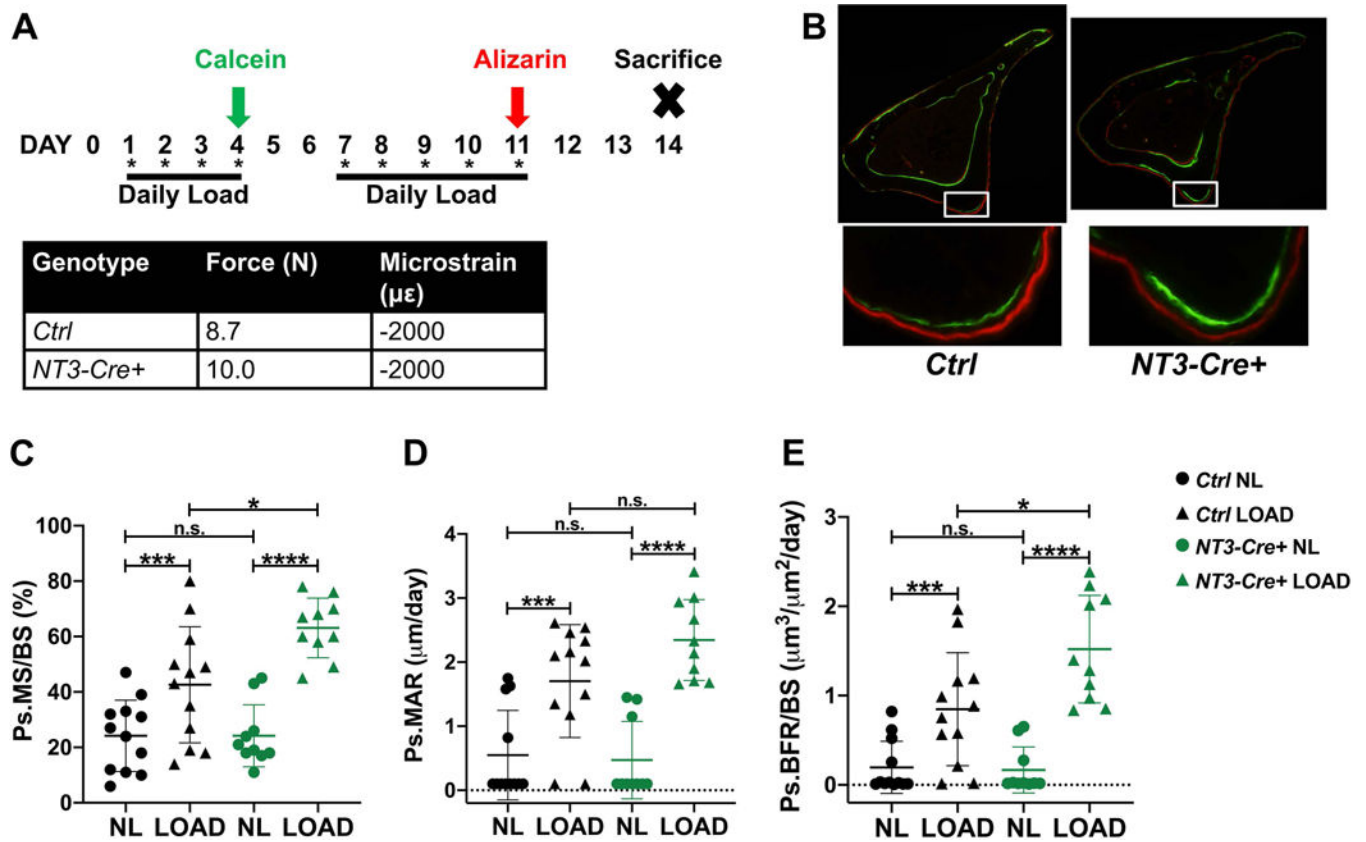 A
Calcein
Alizarin
Sacrifice
DAY 0 1 2 3 4 5 6 7 8 9 10 11 12 13 14
* * * * * * * * *
Daily Load
Daily Load
Genotype Force (N) Microstrain (με)
Ctrl 8.7 -2000
NT3-Cre+ 10.0 -2000
B
Ctrl
NT3-Cre+
C
Ps.MS/BS (%)
100
80
60
40
20
0
*
n.s.
***
****
NL LOAD NL LOAD
D
Ps.MAR (μm/day)
4
3
2
1
0
n.s.
n.s.
****
***
NL LOAD NL LOAD
E
Ps.BFR/BS (μm³/μm²/day)
3
2
1
0
*
n.s.
****
***
NL LOAD NL LOAD
Ctrl NL
Ctrl LOAD
NT3-Cre+ NL
NT3-Cre+ LOAD